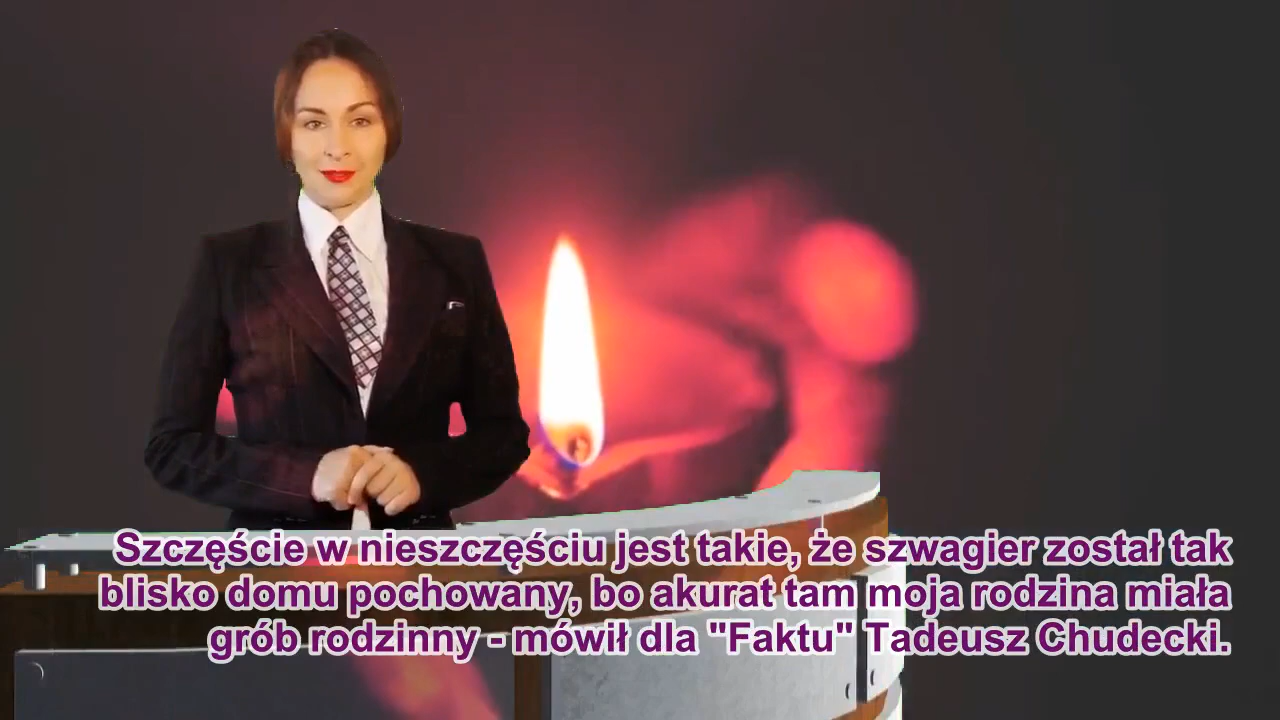 Szczęście w nieszczęściu jest takie, że szwagier został tak
blisko domu pochowany, bo akurat tam moja rodzina miała
grób rodzinny - mówił dla "Faktu" Tadeusz Chudecki.